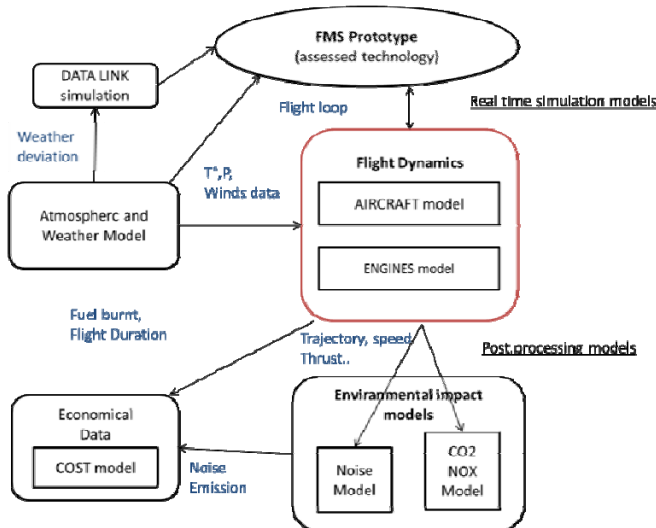 FMS Prototype
(assessed technology)
DATA LINK
simulation
Flight loop
Real time simulation models
Weather
deviation
T°,P,
Winds data
Flight Dynamics
AIRCRAFT model
ENGINES model
Atmospheric and
Weather Model
Fuel burnt,
Flight Duration
Trajectory, speed
Thrust..
Post.processing models
Environmental impact
models
Economical
Data
COST model
Noise
Emission
Noise
Model
CO2
NOX
Model